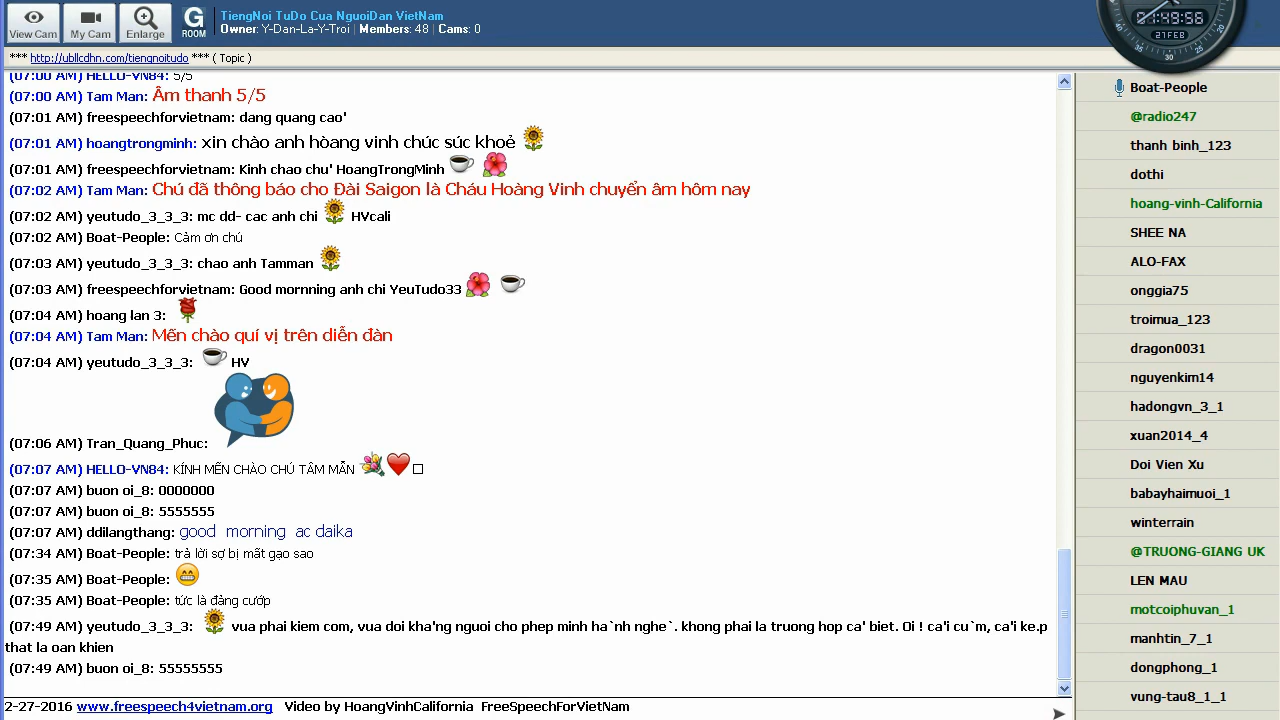 TiengNoi TuDo Cua NguoiDan VietNam
Owner: Y-Dan-La-Y-Troi | Members: 48 | Cams: 0
View Cam
My Cam
Enlarge
G ROOM
1:49:56
21FEB
*** http://ubllcdhn.com/tiengnoitudo *** ( Topic )
(07:00 AM) HELLO-VN84: 5/5
(07:00 AM) Tam Man: Âm thanh 5/5
(07:01 AM) freespeechforvietnam: dang quang cao'
(07:01 AM) hoangtrongminh: xin chào anh hòang vinh chúc súc khoẻ
(07:01 AM) freespeechforvietnam: Kinh chao chu' HoangTrongMinh
(07:02 AM) Tam Man: Chú đã thông báo cho Đài Saigon là Cháu Hoàng Vinh chuyển âm hôm nay
(07:02 AM) yeutudo_3_3_3: mc dd- cac anh chi HVcali
(07:02 AM) Boat-People: Cảm ơn chú
(07:03 AM) yeutudo_3_3_3: chao anh Tamman
(07:03 AM) freespeechforvietnam: Good mornning anh chi YeuTudo33
(07:04 AM) hoang lan 3:
(07:04 AM) Tam Man: Mến chào quí vị trên diễn đàn
(07:04 AM) yeutudo_3_3_3: HV
(07:06 AM) Tran_Quang_Phuc:
(07:07 AM) HELLO-VN84: KÍNH MẾN CHÀO CHÚ TÂM MẪN
(07:07 AM) buon oi_8: 0000000
(07:07 AM) buon oi_8: 5555555
(07:07 AM) ddilangthang: good morning ac daika
(07:34 AM) Boat-People: trả lời sợ bị mất gạo sao
(07:35 AM) Boat-People:
(07:35 AM) Boat-People: tức là đảng cướp
(07:49 AM) yeutudo_3_3_3: vua phai kiem com, vua doi kha'ng nguoi cho phep minh ha`nh nghe`. khong phai la truong hop ca' biet. Oi ! ca'i cu`m, ca'i ke.p
that la oan khien
(07:49 AM) buon oi_8: 55555555
Boat-People
@radio247
thanh binh_123
dothi
hoang-vinh-California
SHEE NA
ALO-FAX
onggia75
troimua_123
dragon0031
nguyenkim14
hadongvn_3_1
xuan2014_4
Doi Vien Xu
babayhaimuoi_1
winterrain
@TRUONG-GIANG UK
LEN MAU
motcoiphuvan_1
manhtin_7_1
dongphong_1
vung-tau8_1_1
2-27-2016 www.freespeech4vietnam.org Video by HoangVinhCalifornia FreeSpeechForVietNam